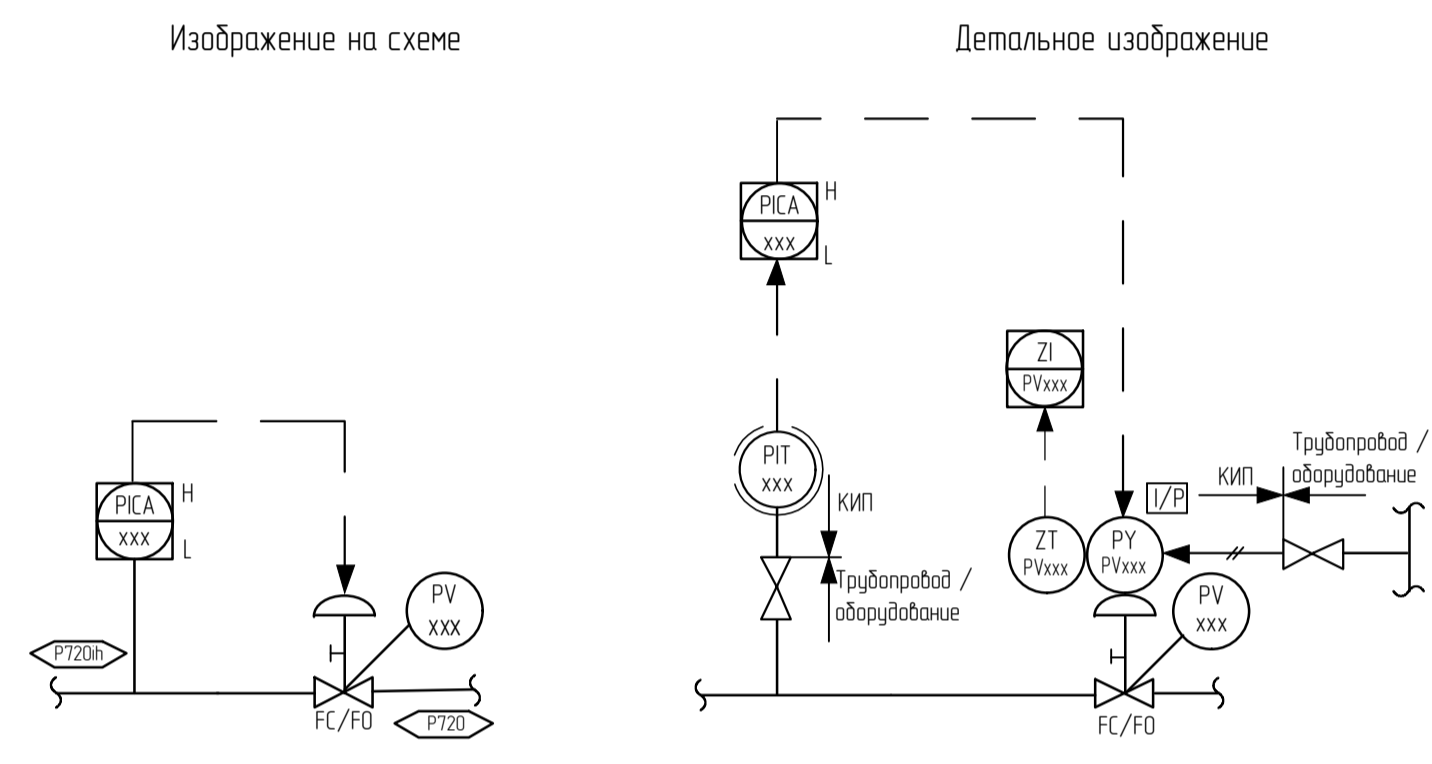 Изображение на схеме
PICA
xxx
H
L
PV
XXX
P720ih
FC/FO
P720
Детальное изображение
PICA
xxx
H
L
ZI
PVxxx
PIT
xxx
КИП
Трубопровод /
оборудование
ZT
PVxxx
PY
PVxxx
I/P
КИП
Трубопровод /
оборудование
PV
xxx
FC/FO